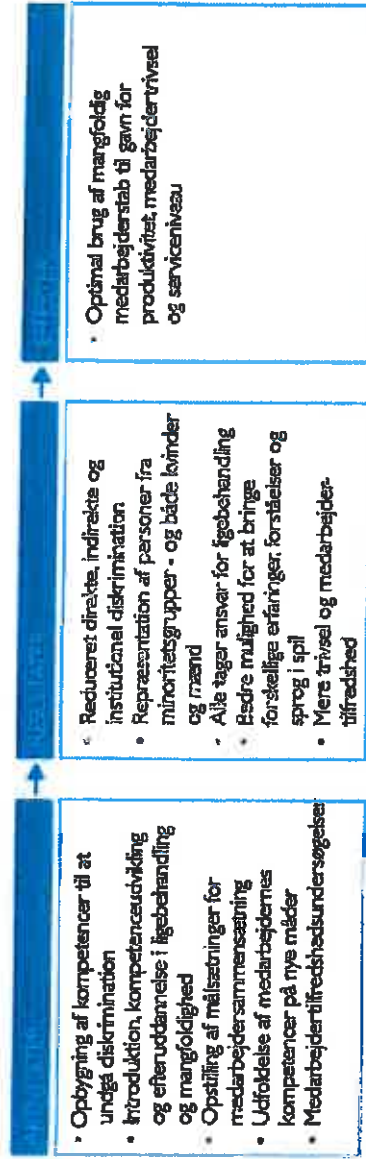 • Opbygning af kompetencer til at
undgå diskrimination
• Introduktion, kompetenceudvikling
og efteruddannelse i ligebehandling
og mangfoldighed
• Opstilling af målsætninger for
medarbejdersammensætning
• Udfoldelse af medarbejdernes
kompetencer på nye måder
• Medarbejdertilfredshedsundersøgelser
• Reduceret direkte, indirekte og
institutionel diskrimination
• Repræsentation af personer fra
minoritetsgrupper - og både kvinder
og mænd
• Alle tager ansvar for ligebehandling
• Bedre mulighed for at bringe
forskellige erfaringer, forståelser og
sprog i spil
• Mere trivsel og medarbejder-
tilfredshed
• Optimal brug af mangfoldig
medarbejderstab til gavn for
produktivitet, medarbejdertrivsel
og serviceniveau